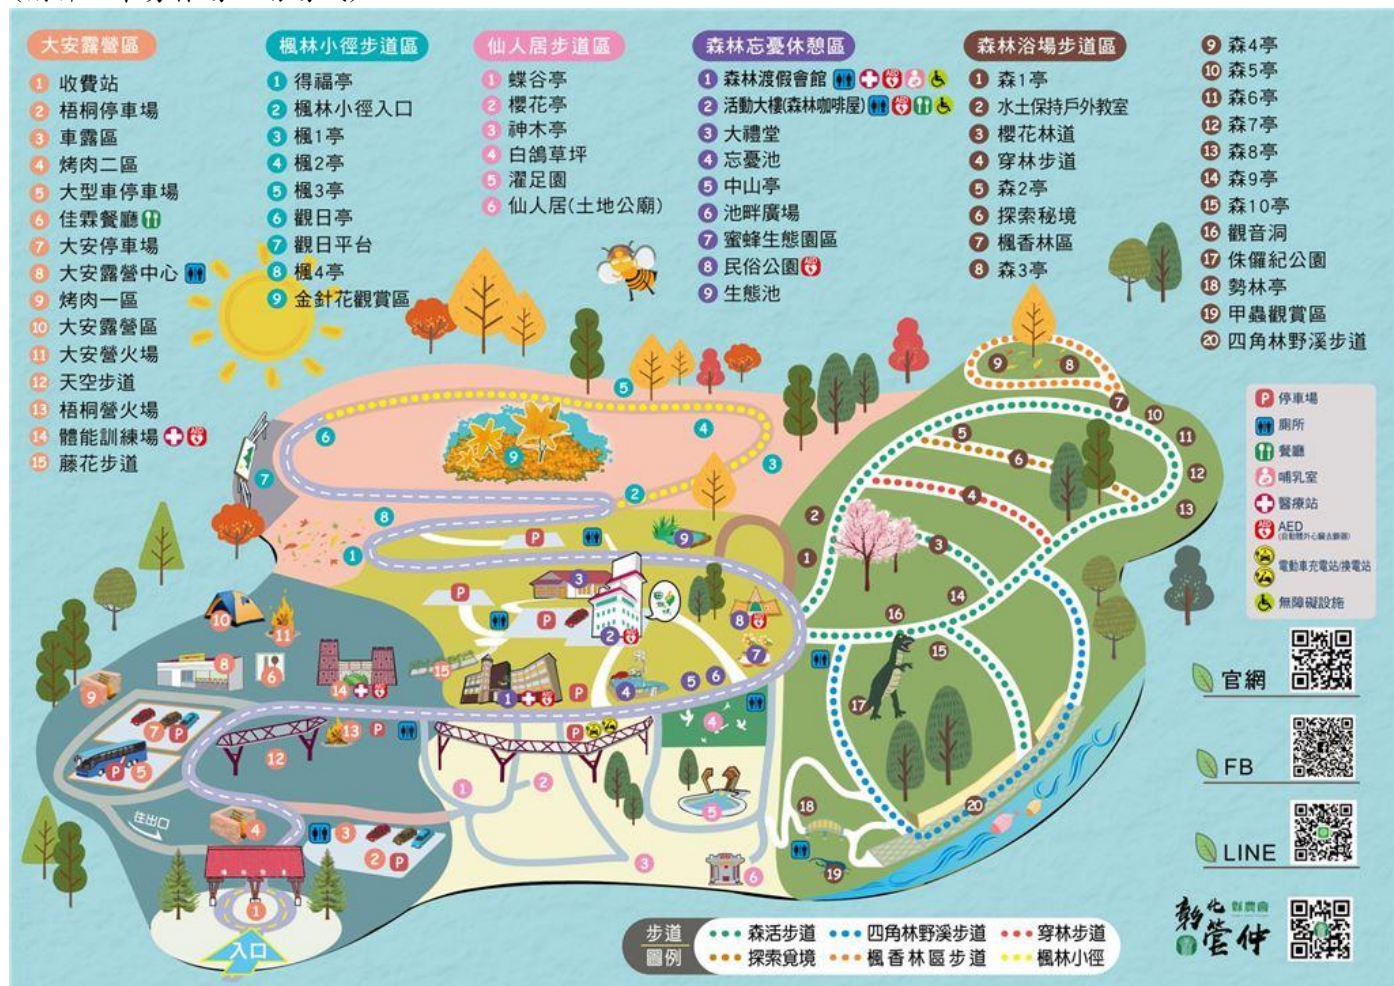 大安露營區
1 收費站
2 梧桐停車場
3 車露區
4 烤肉二區
5 大型車停車場
6 佳霖餐廳
7 大安停車場
8 大安露營中心
9 烤肉一區
10 大安露營區
11 大安營火場
12 天空步道
13 梧桐營火場
14 體能訓練場 AED
15 藤花步道
楓林小徑步道區
1 得福亭
2 楓林小徑入口
3 楓1亭
4 楓2亭
5 楓3亭
6 觀日亭
7 觀日平台
8 楓4亭
9 金針花觀賞區
仙人居步道區
1 蝶谷亭
2 櫻花亭
3 神木亭
4 白鴿草坪
5 濯足園
6 仙人居(土地公廟)
森林忘憂休憩區
1 森林渡假會館 AED
2 活動大樓(森林咖啡屋) AED
3 大禮堂
4 忘憂池
5 中山亭
6 池畔廣場
7 蜜蜂生態園區
8 民俗公園 AED
9 生態池
森林浴場步道區
1 森1亭
2 水土保持戶外教室
3 櫻花林道
4 穿林步道
5 森2亭
6 探索秘境
7 楓香林區
8 森3亭
9 森4亭
10 森5亭
11 森6亭
12 森7亭
13 森8亭
14 森9亭
15 森10亭
16 觀音洞
17 侏儸紀公園
18 勢林亭
19 甲蟲觀賞區
20 四角林野溪步道
P 停車場
廁所
餐廳
哺乳室
醫療站
AED
(自動體外心臟去顫器)
電動車充電站/換電站
無障礙設施
官網
FB
LINE
彰化縣農會
管仲
往出口
入口
步道
圖例
森活步道
四角林野溪步道
穿林步道
探索覓境
楓香林區步道
楓林小徑